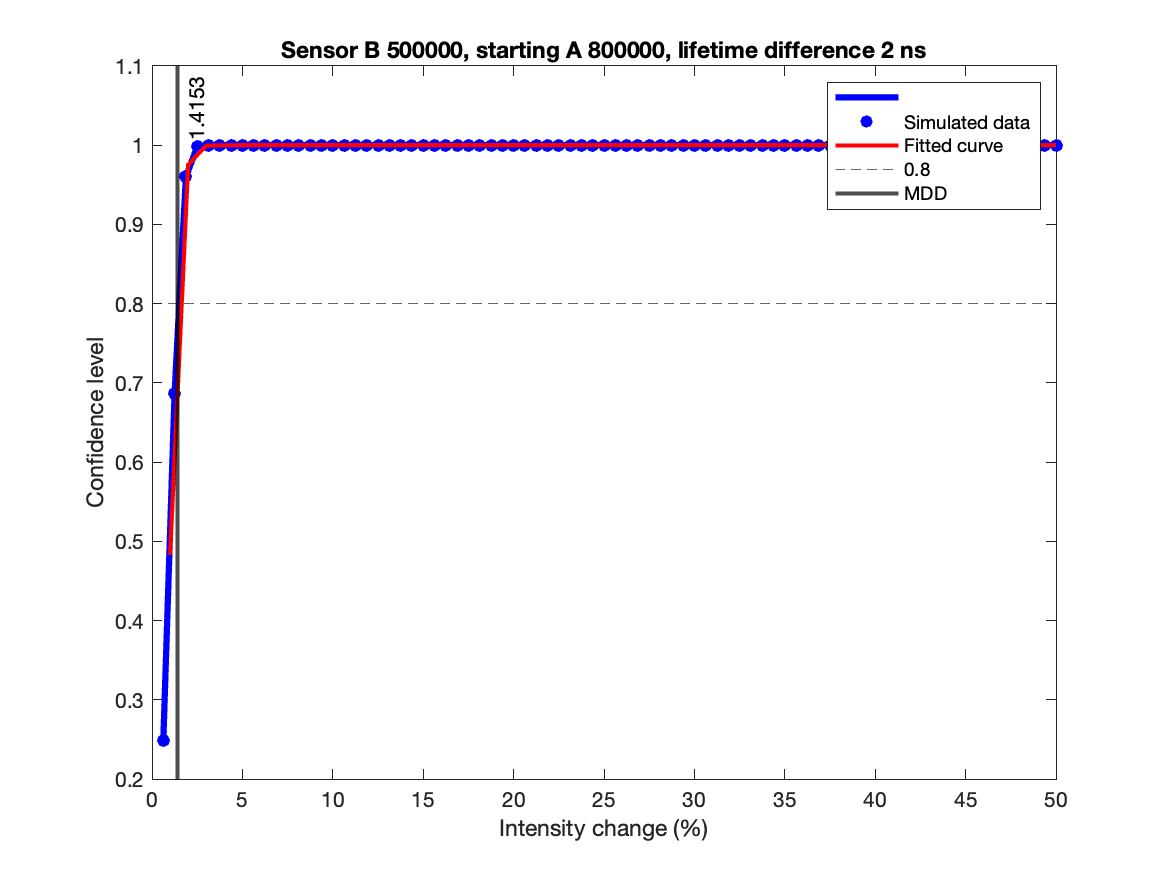 Sensor B 500000, starting A 800000, lifetime difference 2 ns
1.1
1
0.9
0.8
0.7
0.6
0.5
0.4
0.3
0.2
Confidence level
1.4153
Simulated data
Fitted curve
0.8
MDD
0 5 10 15 20 25 30 35 40 45 50
Intensity change (%)